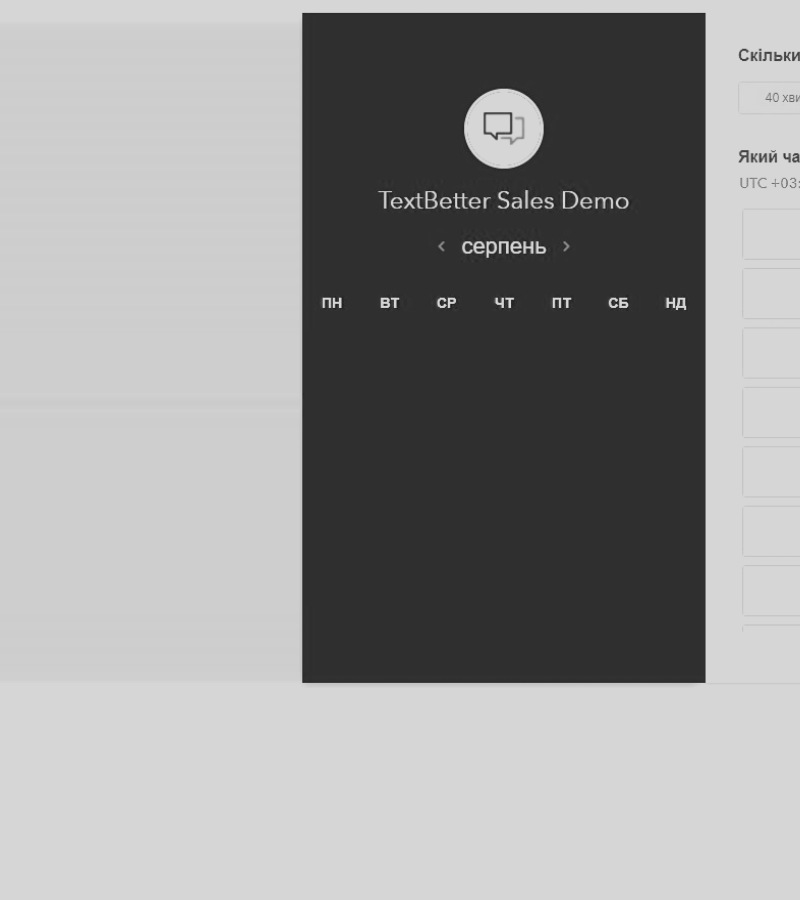 TextBetter Sales Demo
серпень
ПН ВТ СР ЧТ ПТ СБ НД
Скільки
40 хви
Який ча
UTC +03: